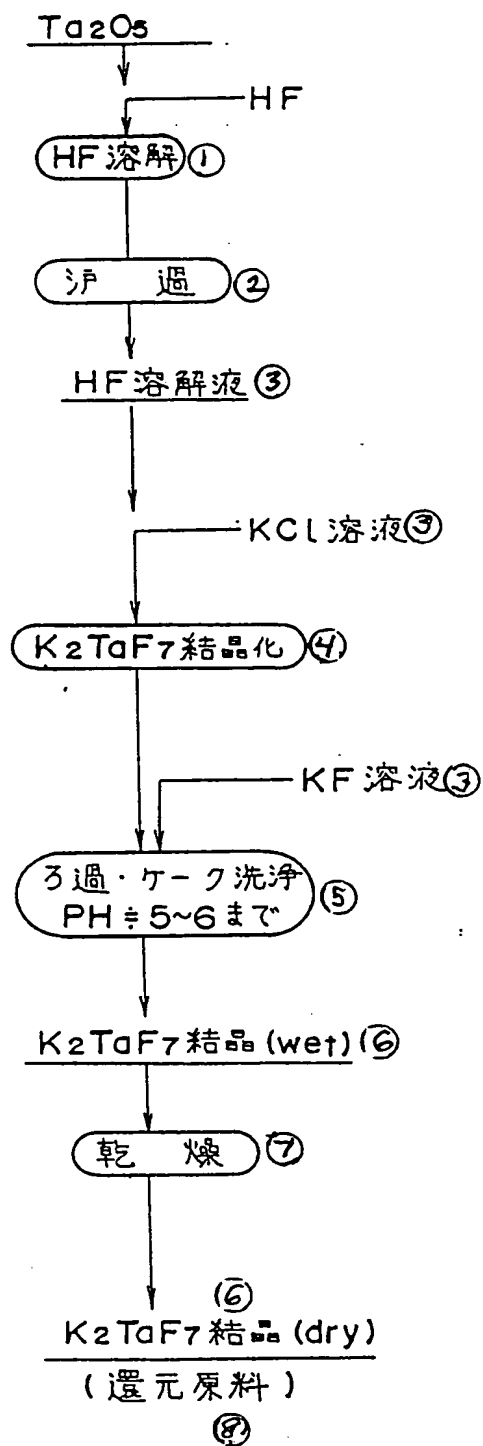 Ta2O5
HF
HF溶解 ①
沪 過 ②
HF溶解液 ③
KCl溶液 ③
K2TaF7結晶化 ④
KF溶液 ③
ろ過・ケーク洗浄
PH≒5~6まで ⑤
K2TaF7結晶(wet) ⑥
乾 燥 ⑦
⑥
K2TaF7結晶(dry)
(還元原料)
⑧